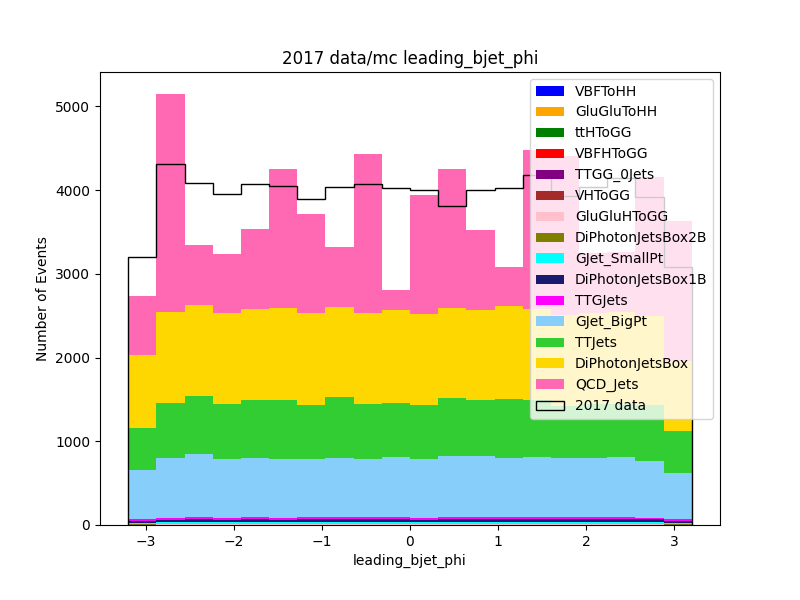 2017 data/mc leading_bjet_phi
Number of Events
5000
4000
3000
2000
1000
0
−3
−2
−1
0
1
2
3
leading_bjet_phi
VBFToHH
GluGluToHH
ttHToGG
VBFHToGG
TTGG_0Jets
VHToGG
GluGluHToGG
DiPhotonJetsBox2B
GJet_SmallPt
DiPhotonJetsBox1B
TTGJets
GJet_BigPt
TTJets
DiPhotonJetsBox
QCD_Jets
2017 data